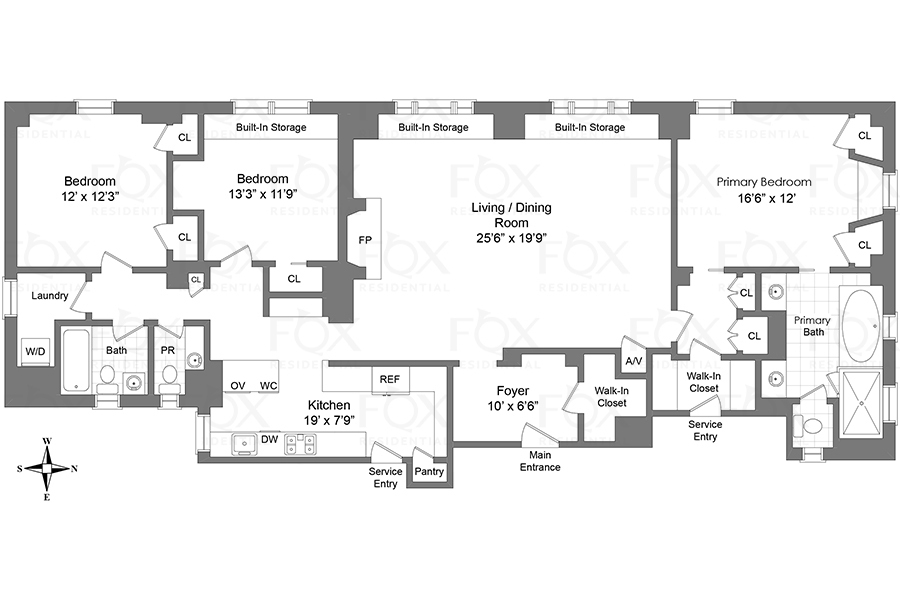 Built-In Storage
Built-In Storage
Built-In Storage
CL
CL
Bedroom
12' x 12'3"
Bedroom
13'3" x 11'9"
Primary Bedroom
16'6" x 12'
Living / Dining
Room
25'6" x 19'9"
CL
FP
CL
CL
CL
CL
Laundry
CL
Primary
Bath
CL
W/D
Bath
PR
A/V
OV
WC
REF
Walk-In
Closet
Foyer
10' x 6'6"
Walk-In
Closet
Kitchen
19' x 7'9"
DW
Service
Entry
Main
Entrance
Service
Entry
Pantry
W
S
N
E
FOX
RESIDENTIAL